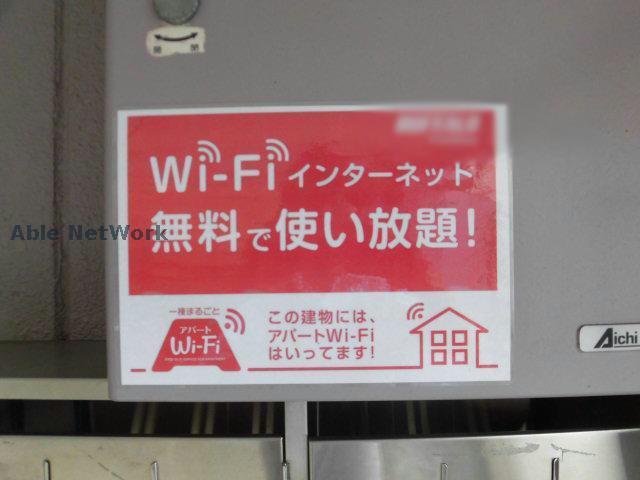 開 閉
Wi-Fi インターネット
無料で使い放題!
Able NetWork
一棟まるごと
アパート
Wi-Fi
この建物には、
アパートWi-Fi
はいってます!
Aichi